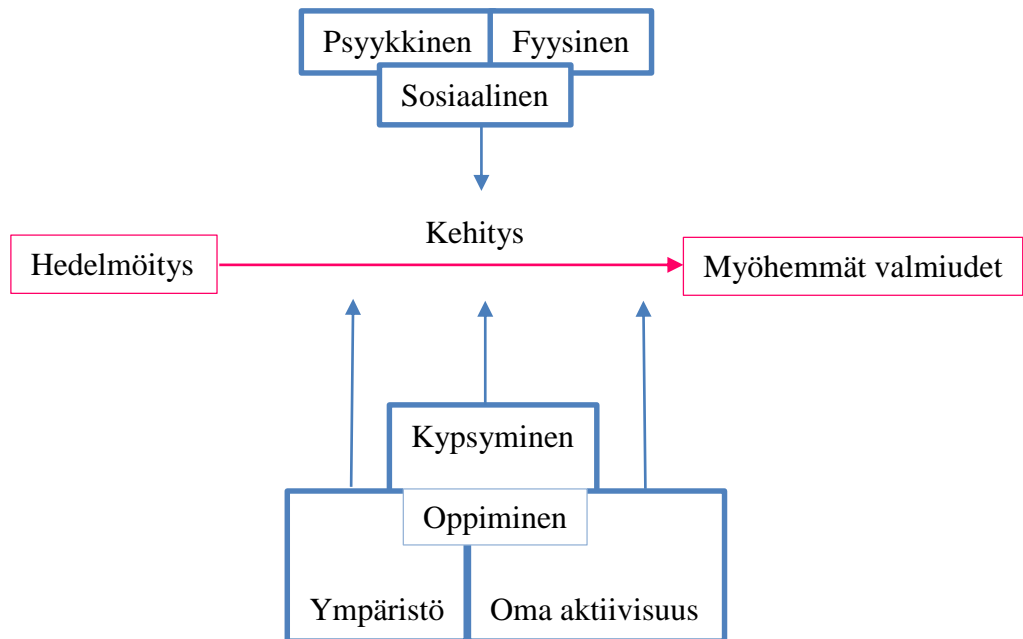 Psyykkinen Fyysinen
Sosiaalinen
Kehitys
Hedelmöitys
Myöhemmät valmiudet
Kypsyminen
Oppiminen
Ympäristö
Oma aktiivisuus